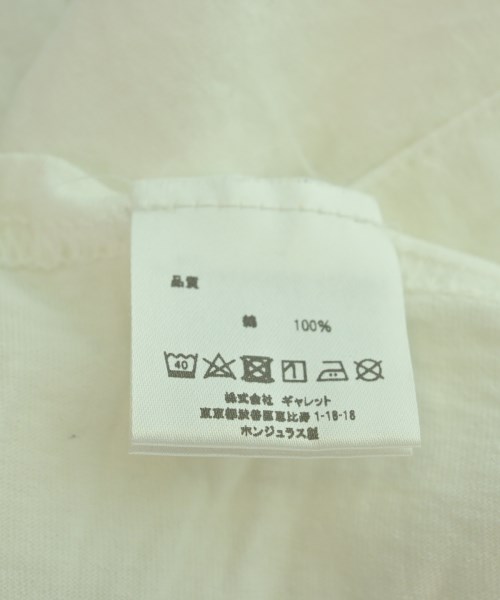 品質
綿 100%
40
株式会社 ギャレット
東京都渋谷区恵比寿 1-18-18
ホンジュラス製